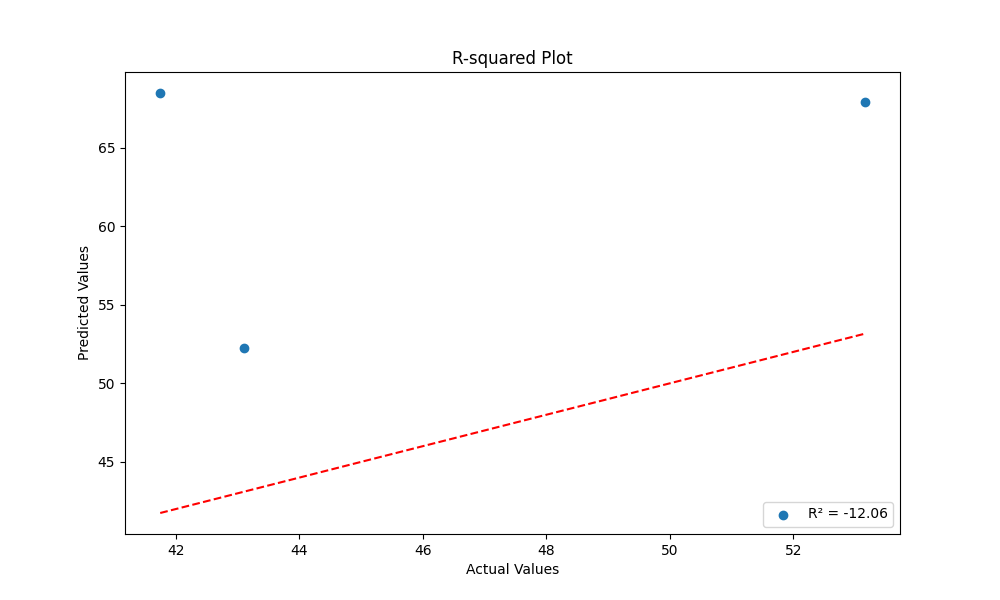 R-squared Plot
Predicted Values
65
60
55
50
45
R² = -12.06
42
44
46
48
50
52
Actual Values